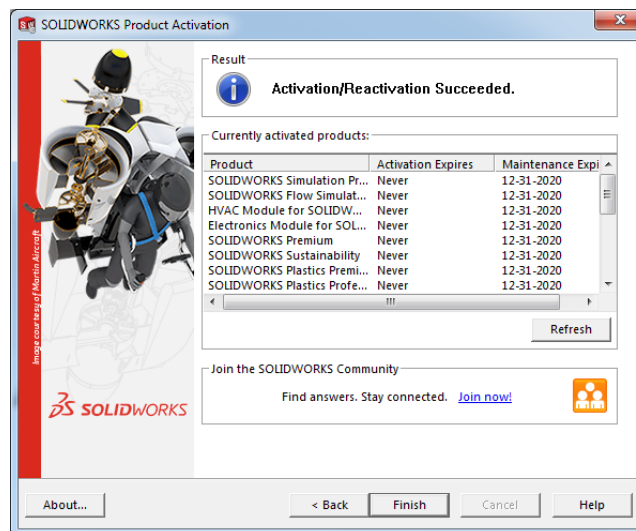 SOLIDWORKS Product Activation
Result
Activation/Reactivation Succeeded.
Currently activated products:
Product Activation Expires Maintenance Expi
SOLIDWORKS Simulation Pr... Never 12-31-2020
SOLIDWORKS Flow Simulat... Never 12-31-2020
HVAC Module for SOLIDW... Never 12-31-2020
Electronics Module for SOL... Never 12-31-2020
SOLIDWORKS Premium Never 12-31-2020
SOLIDWORKS Sustainability Never 12-31-2020
SOLIDWORKS Plastics Premi... Never 12-31-2020
SOLIDWORKS Plastics Profe... Never 12-31-2020
Refresh
Join the SOLIDWORKS Community
Find answers. Stay connected. Join now!
Image courtesy of Martin Aircraft
SOLIDWORKS
About... < Back Finish Cancel Help